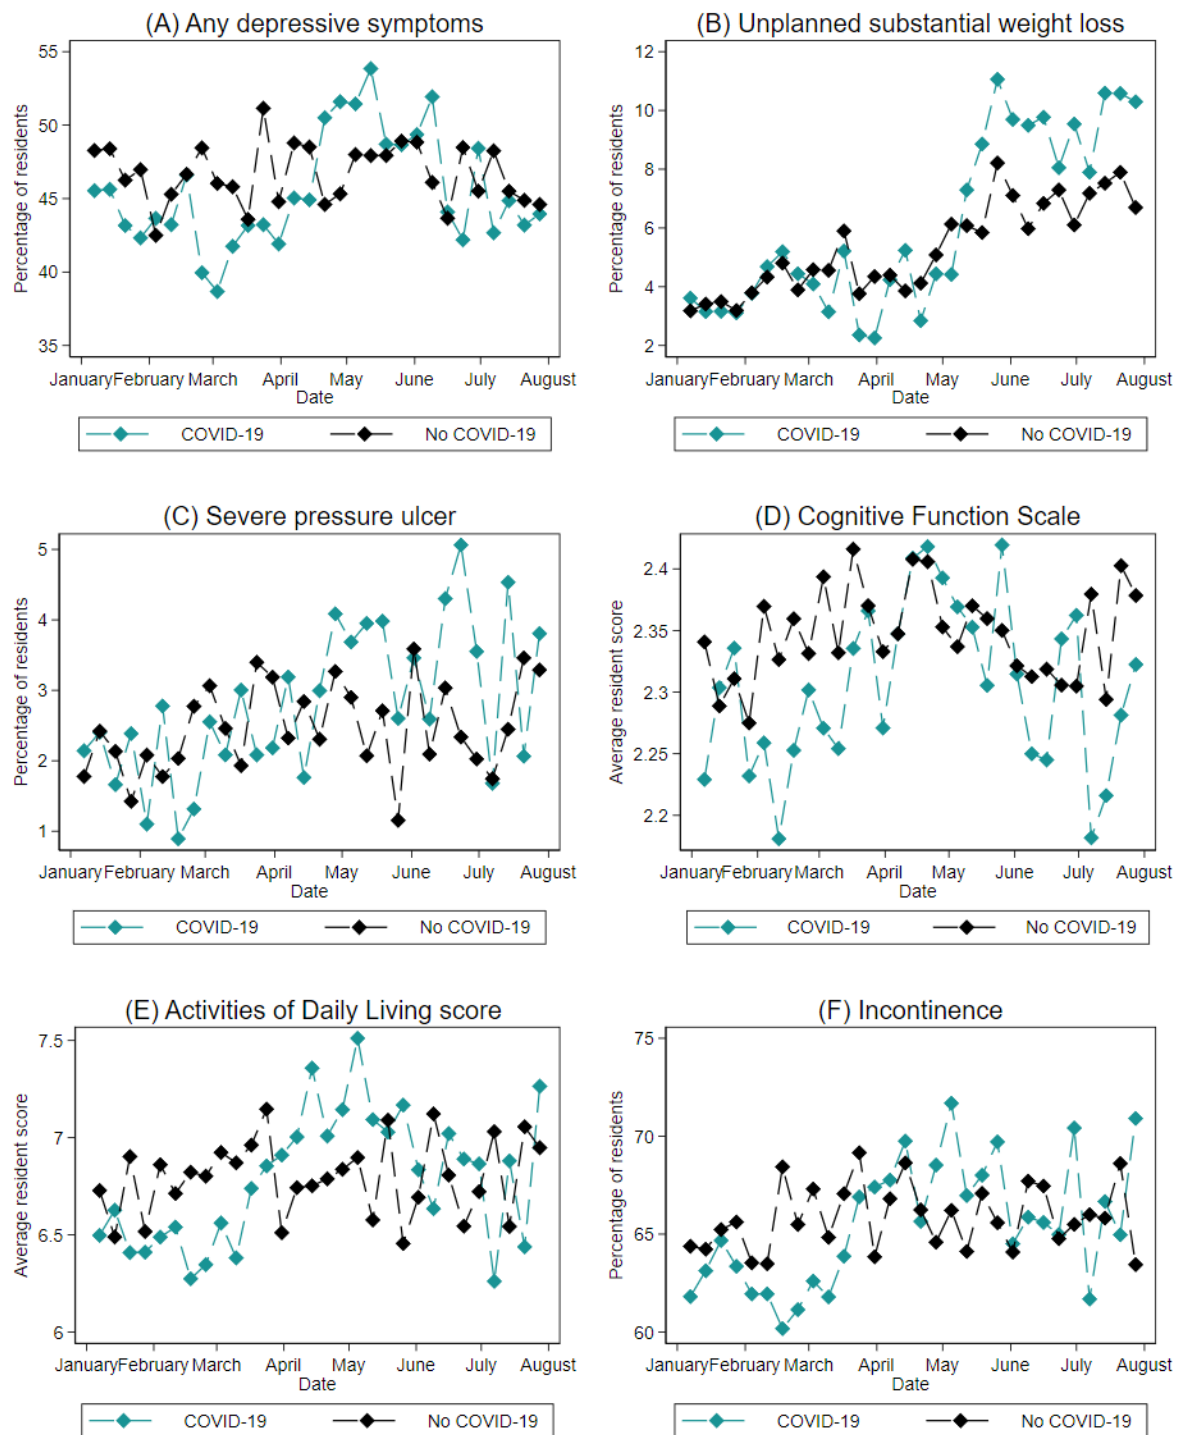 (A) Any depressive symptoms
Percentage of residents
55
50
45
40
35
January February March April May June July August
Date
COVID-19 No COVID-19
(B) Unplanned substantial weight loss
Percentage of residents
12
10
8
6
4
2
January February March April May June July August
Date
COVID-19 No COVID-19
(C) Severe pressure ulcer
Percentage of residents
5
4
3
2
1
January February March April May June July August
Date
COVID-19 No COVID-19
(D) Cognitive Function Scale
Average resident score
2.4
2.35
2.3
2.25
2.2
January February March April May June July August
Date
COVID-19 No COVID-19
(E) Activities of Daily Living score
Average resident score
7.5
7
6.5
6
January February March April May June July August
Date
COVID-19 No COVID-19
(F) Incontinence
Percentage of residents
75
70
65
60
January February March April May June July August
Date
COVID-19 No COVID-19